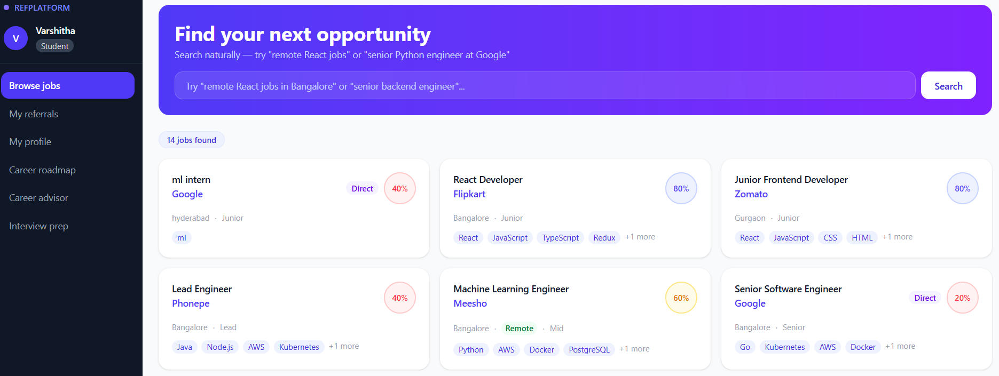 REFPLATFORM
V
Varshitha
Student
Browse jobs
My referrals
My profile
Career roadmap
Career advisor
Interview prep
Find your next opportunity
Search naturally — try "remote React jobs" or "senior Python engineer at Google"
Try "remote React jobs in Bangalore" or "senior backend engineer"...
Search
14 jobs found
ml intern
Google
Direct
40%
hyderabad · Junior
ml
React Developer
Flipkart
80%
Bangalore · Junior
React JavaScript TypeScript Redux +1 more
Junior Frontend Developer
Zomato
80%
Gurgaon · Junior
React JavaScript CSS HTML +1 more
Lead Engineer
Phonepe
40%
Bangalore · Lead
Java Node.js AWS Kubernetes +1 more
Machine Learning Engineer
Meesho
60%
Bangalore · Remote · Mid
Python AWS Docker PostgreSQL +1 more
Senior Software Engineer
Google
Direct
20%
Bangalore · Senior
Go Kubernetes AWS Docker +1 more